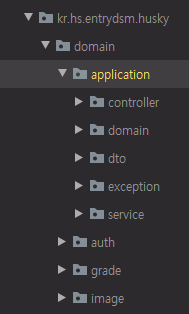 kr.hs.entrydsm.husky
domain
application
controller
domain
dto
exception
service
auth
grade
image